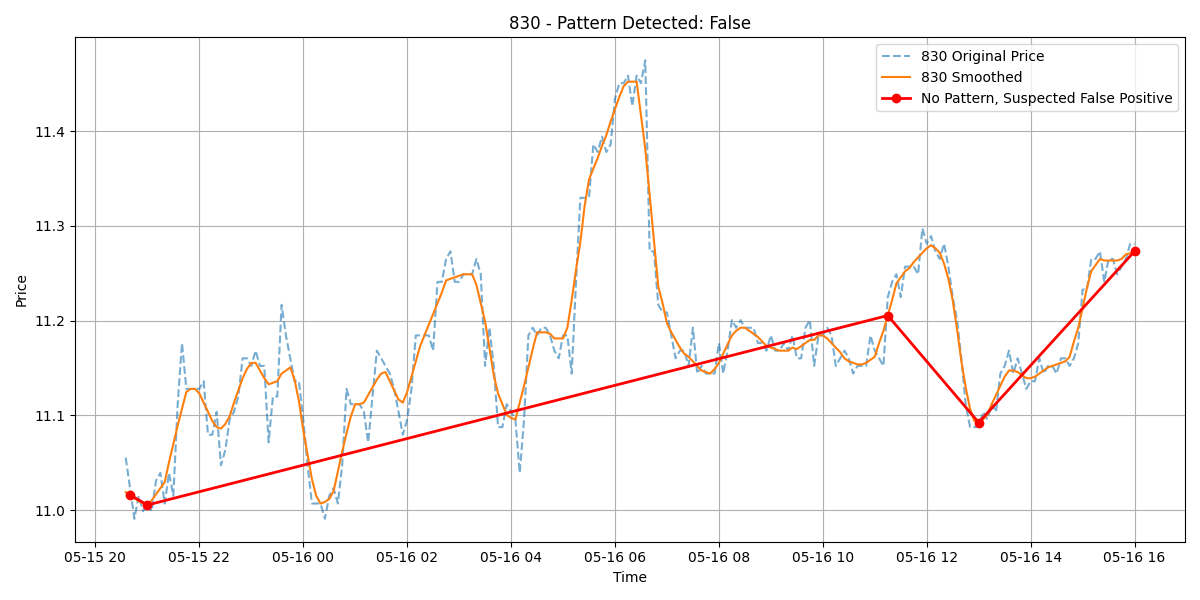 830 - Pattern Detected: False
830 Original Price
830 Smoothed
No Pattern, Suspected False Positive
Price
11.4
11.3
11.2
11.1
11.0
05-15 20 05-15 22 05-16 00 05-16 02 05-16 04 05-16 06 05-16 08 05-16 10 05-16 12 05-16 14 05-16 16
Time